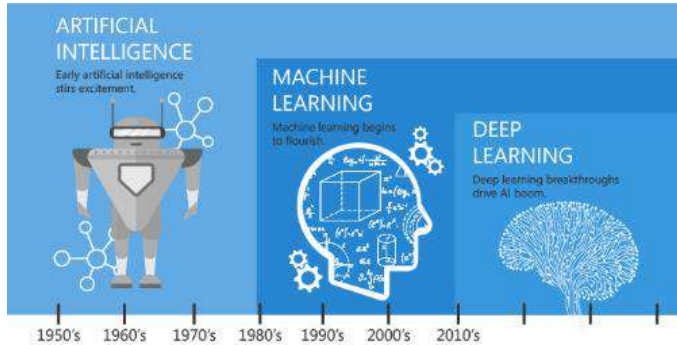 ARTIFICIAL
INTELLIGENCE
Early artificial intelligence
stirs excitement.
MACHINE
LEARNING
Machine learning begins
to flourish.
DEEP
LEARNING
Deep learning breakthroughs
drive AI boom.
1950's 1960's 1970's 1980's 1990's 2000's 2010's